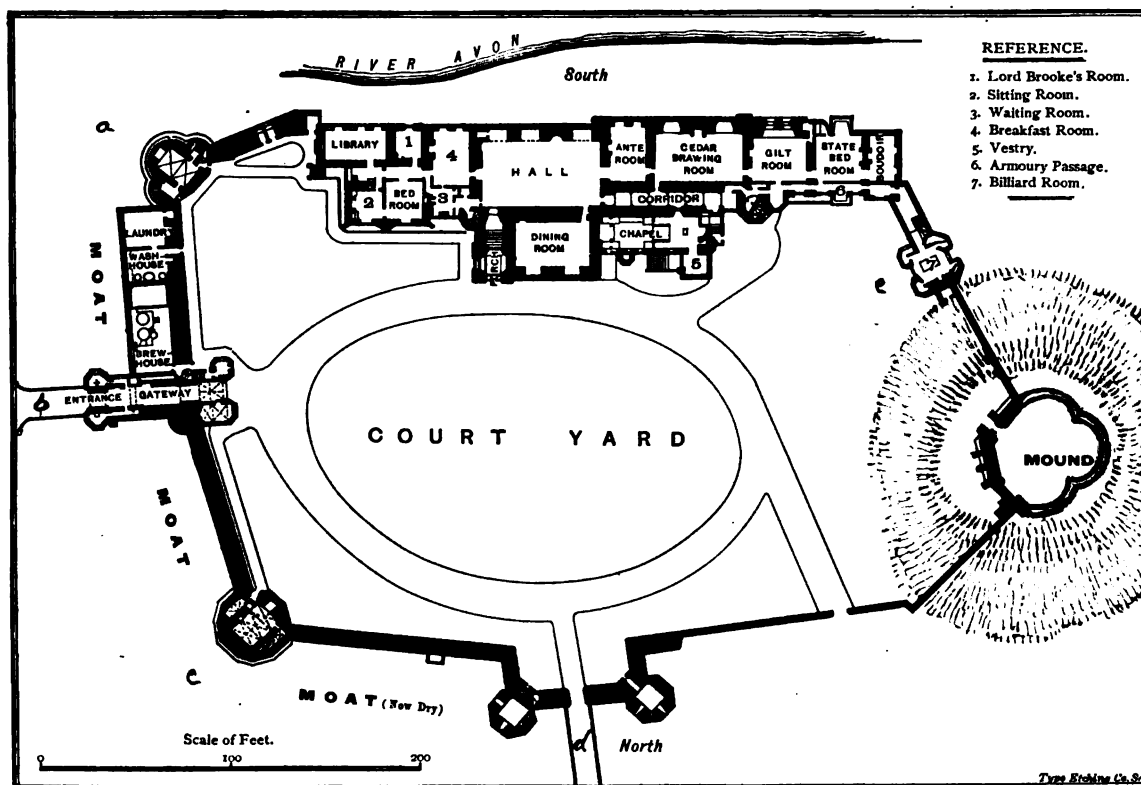 RIVER AVON
South
REFERENCE.
1. Lord Brooke's Room.
2. Sitting Room.
3. Waiting Room.
4. Breakfast Room.
5. Vestry.
6. Armoury Passage.
7. Billiard Room.
a
LIBRARY
1
4
HALL
ANTE ROOM
CEDAR DRAWING ROOM
GILT ROOM
STATE BED ROOM
BOUDOIR
2
BED ROOM
3
CORRIDOR
6
DINING ROOM
CHAPEL
5
LAUNDRY
WASH-HOUSE
MOAT
BREW-HOUSE
e
b
ENTRANCE GATEWAY
COURT YARD
MOUND
MOAT
c
MOAT (Now Dry)
d
North
Scale of Feet.
0 100 200